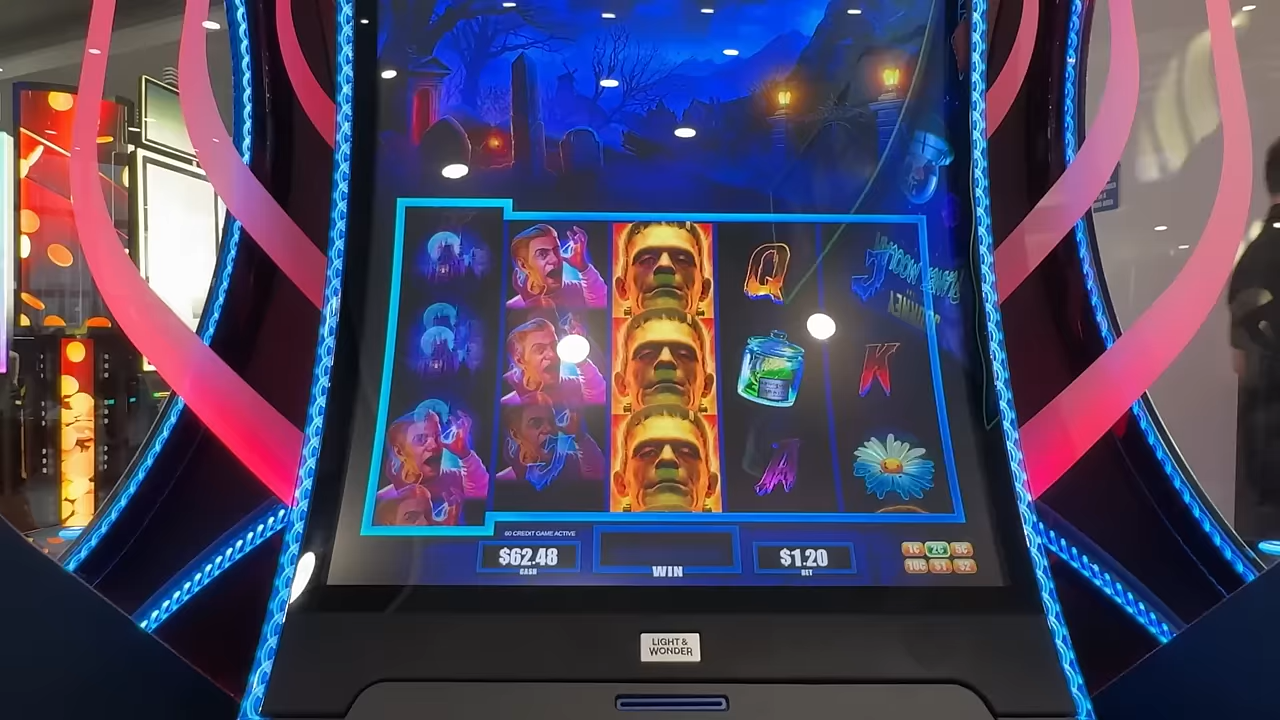 Q
J
K
A
60 CREDIT GAME ACTIVE
$62.48
CASH
WIN
$1.20
BET
1¢ 2¢ 5¢
10¢ $1 $2
LIGHT &
WONDER